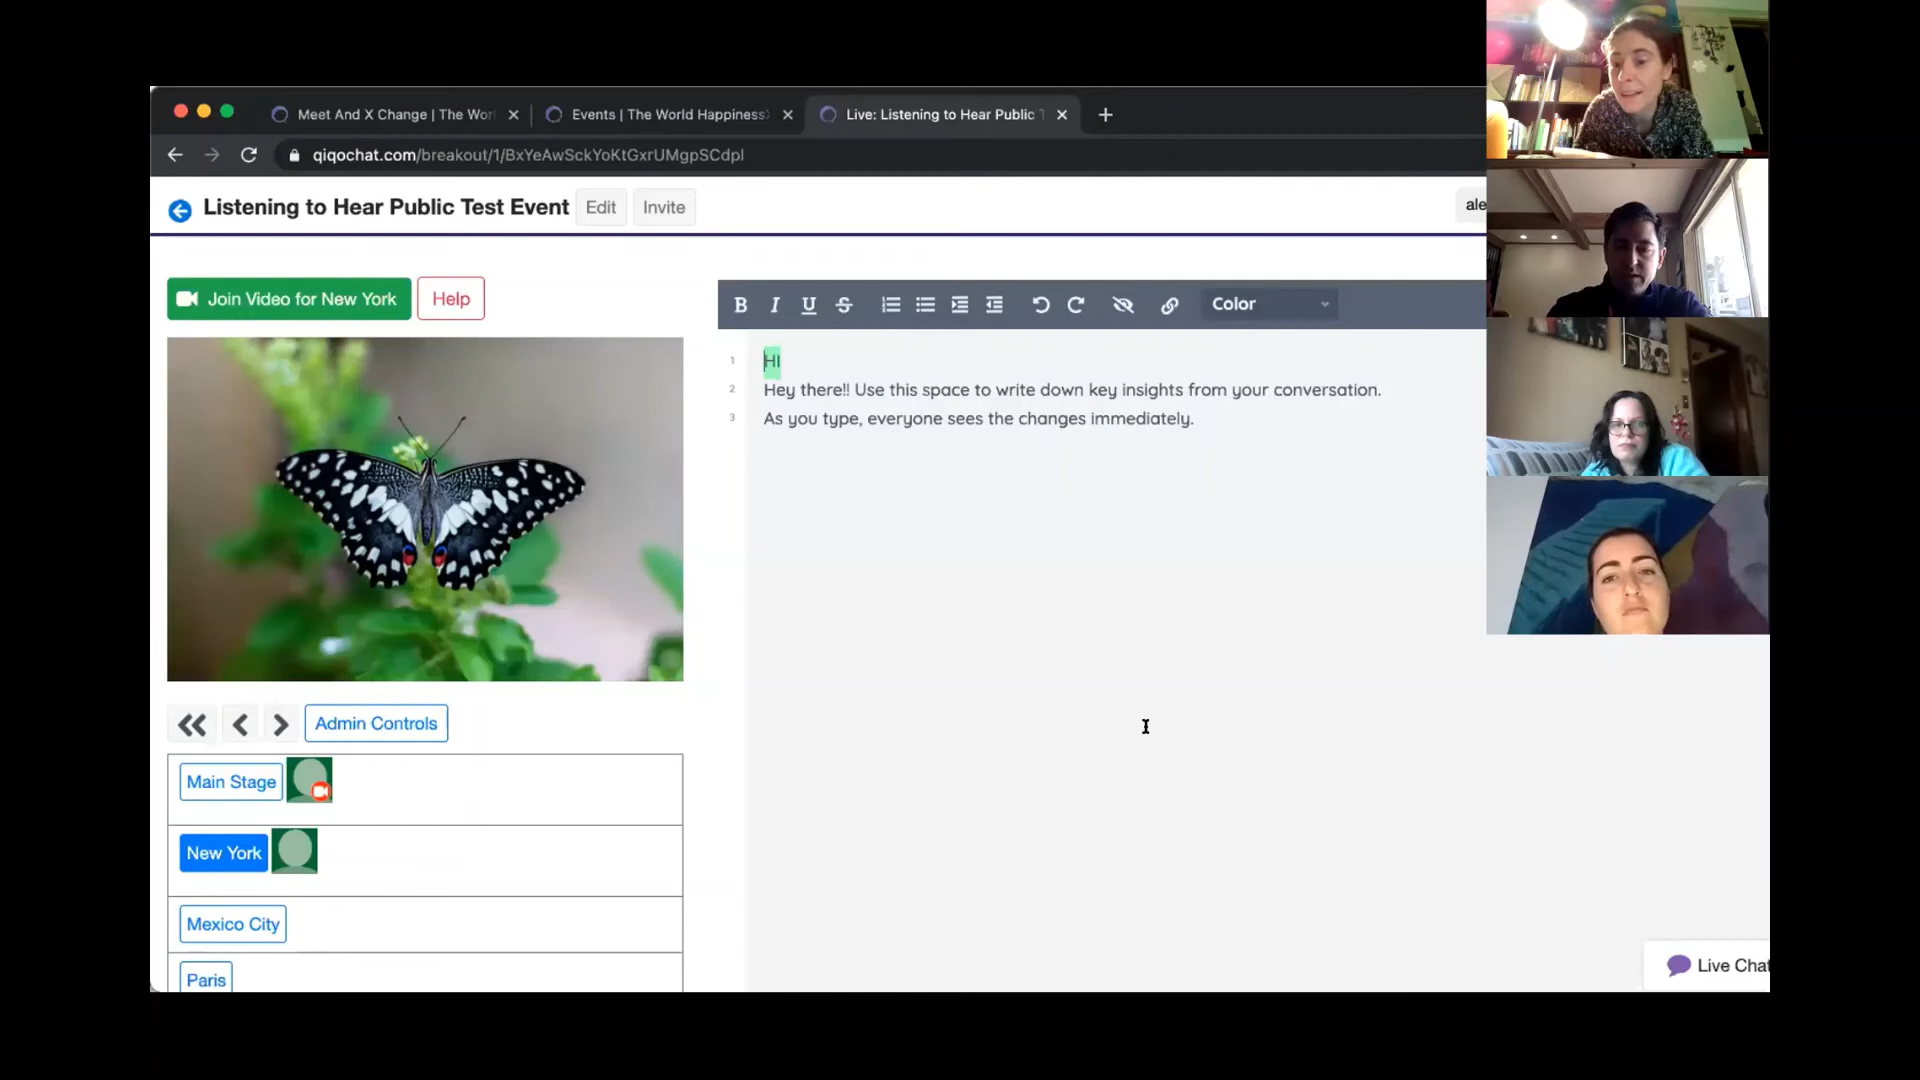 Meet And X Change | The Wor
Events | The World HappinessX
Live: Listening to Hear Public T
qiqochat.com/breakout/1/BxYeAwSckYoKtGxrUMgpSCdpl
Listening to Hear Public Test Event
Edit
Invite
ale
Join Video for New York
Help
B I U S
Color
1 HI
2 Hey there!! Use this space to write down key insights from your conversation.
3 As you type, everyone sees the changes immediately.
Admin Controls
Main Stage
New York
Mexico City
Paris
Live Chat